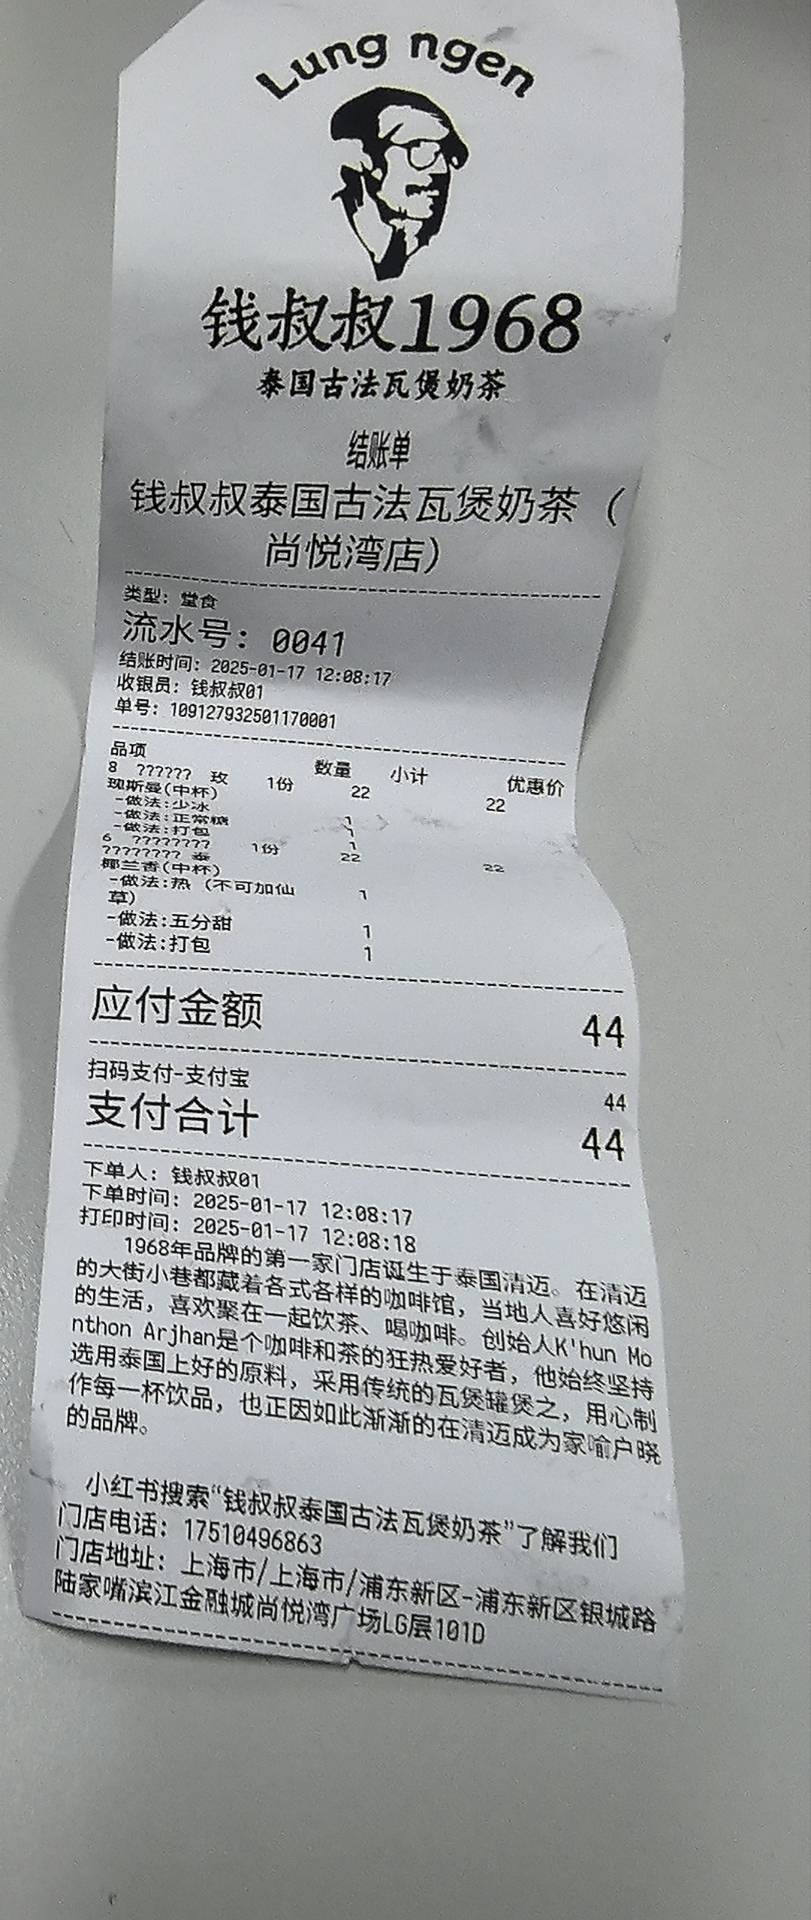 Lung ngen
钱叔叔1968
泰国古法瓦煲奶茶
结账单
钱叔叔泰国古法瓦煲奶茶（
尚悦湾店）
类型: 堂食
流水号: 0041
结账时间: 2025-01-17 12:08:17
收银员: 钱叔叔01
单号: 109127932501170001
品项 数量 小计 优惠价
8 ?????? 玫 1份 22 22
瑰斯曼(中杯)
-做法:少冰 1
-做法:正常糖 1
-做法:打包 1
6 ???????? 1份 22 22
???????? 泰
椰兰香(中杯)
-做法:热（不可加仙 1
草）
-做法:五分甜 1
-做法:打包 1
应付金额 44
扫码支付-支付宝 44
支付合计 44
下单人: 钱叔叔01
下单时间: 2025-01-17 12:08:17
打印时间: 2025-01-17 12:08:18
1968年品牌的第一家门店诞生于泰国清迈。在清迈
的大街小巷都藏着各式各样的咖啡馆，当地人喜好悠闲
的生活，喜欢聚在一起饮茶、喝咖啡。创始人K'hun Mo
nthon Arjhan是个咖啡和茶的狂热爱好者，他始终坚持
选用泰国上好的原料，采用传统的瓦煲罐煲之，用心制
作每一杯饮品，也正因如此渐渐的在清迈成为家喻户晓
的品牌。
小红书搜索“钱叔叔泰国古法瓦煲奶茶”了解我们
门店电话: 17510496863
门店地址: 上海市/上海市/浦东新区-浦东新区银城路
陆家嘴滨江金融城尚悦湾广场LG层101D